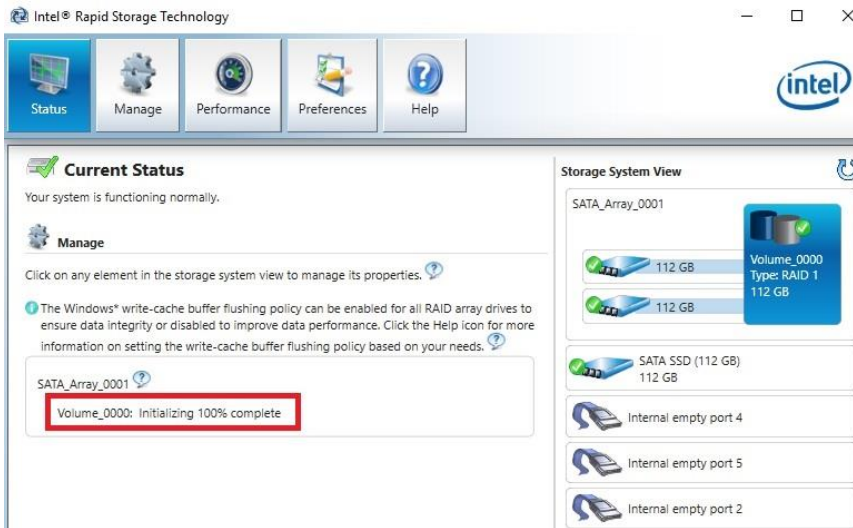 Intel® Rapid Storage Technology
Status
Manage
Performance
Preferences
Help
intel
Current Status
Your system is functioning normally.
Manage
Click on any element in the storage system view to manage its properties.
The Windows* write-cache buffer flushing policy can be enabled for all RAID array drives to
ensure data integrity or disabled to improve data performance. Click the Help icon for more
information on setting the write-cache buffer flushing policy based on your needs.
SATA_Array_0001
Volume_0000: Initializing 100% complete
Storage System View
SATA_Array_0001
112 GB
112 GB
Volume_0000
Type: RAID 1
112 GB
SATA SSD (112 GB)
112 GB
Internal empty port 4
Internal empty port 5
Internal empty port 2